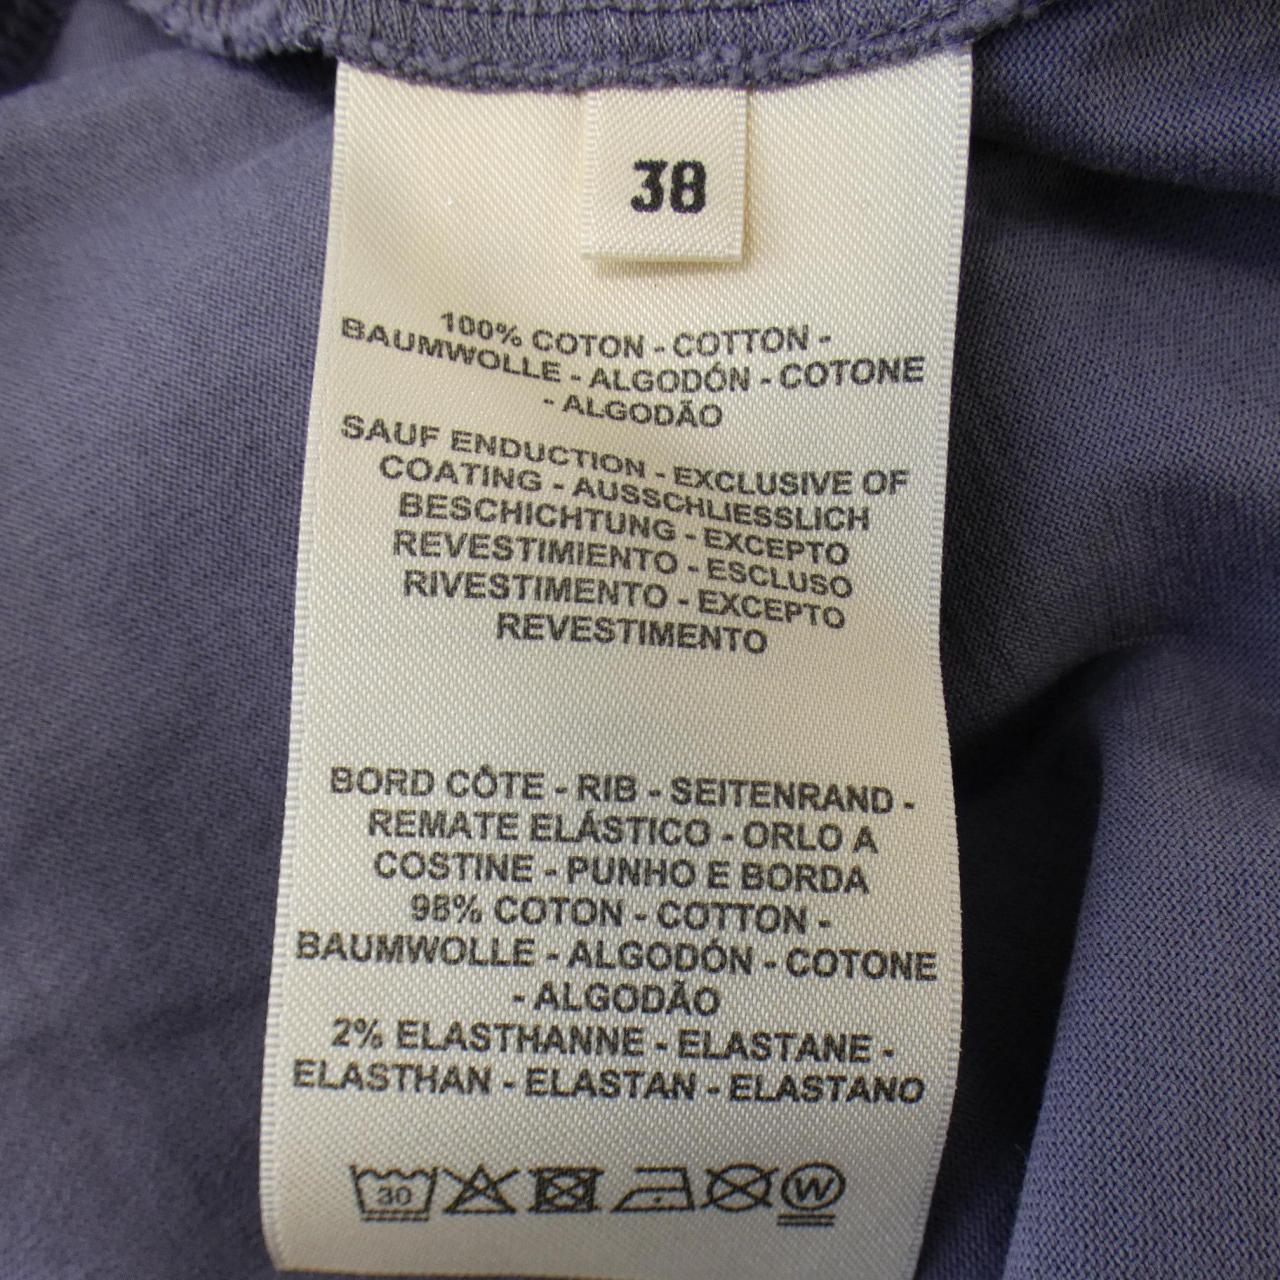 38
100% COTON - COTTON -
BAUMWOLLE - ALGODÓN - COTONE
- ALGODÃO
SAUF ENDUCTION - EXCLUSIVE OF
COATING - AUSSCHLIESSLICH
BESCHICHTUNG - EXCEPTO
REVESTIMIENTO - ESCLUSO
RIVESTIMENTO - EXCEPTO
REVESTIMENTO
BORD CÔTE - RIB - SEITENRAND -
REMATE ELÁSTICO - ORLO A
COSTINE - PUNHO E BORDA
98% COTON - COTTON -
BAUMWOLLE - ALGODÓN - COTONE
- ALGODÃO
2% ELASTHANNE - ELASTANE -
ELASTHAN - ELASTAN - ELASTANO
30 W